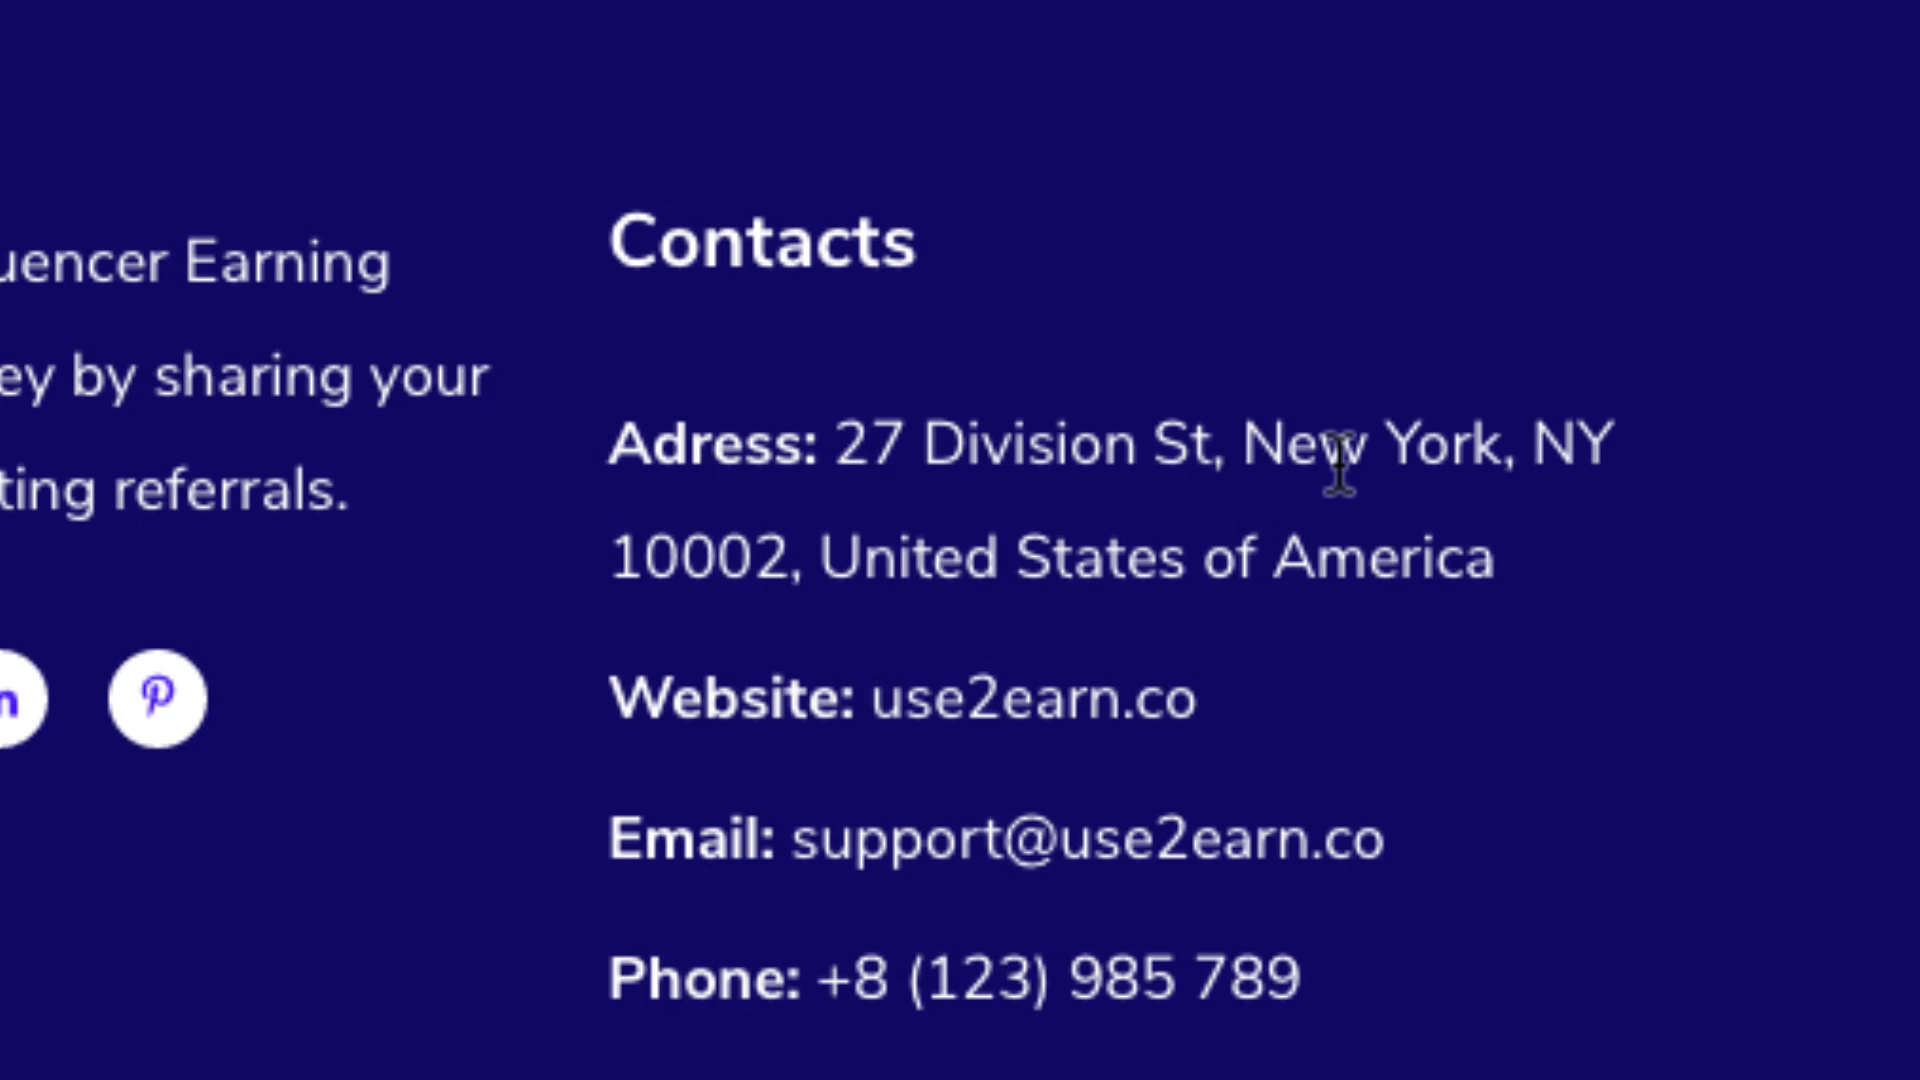 uencer Earning
ey by sharing your
ting referrals.
n
Contacts
Adress: 27 Division St, New York, NY
10002, United States of America
Website: use2earn.co
Email: support@use2earn.co
Phone: +8 (123) 985 789